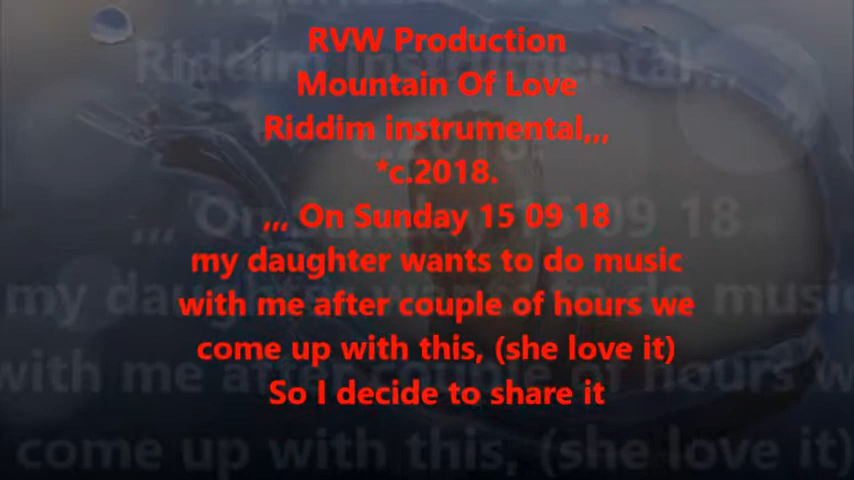 RVW Production
Mountain Of Love
Riddim instrumental,,,
*c.2018.
,,, On Sunday 15 09 18
my daughter wants to do music
with me after couple of hours we
come up with this, (she love it)
So I decide to share it